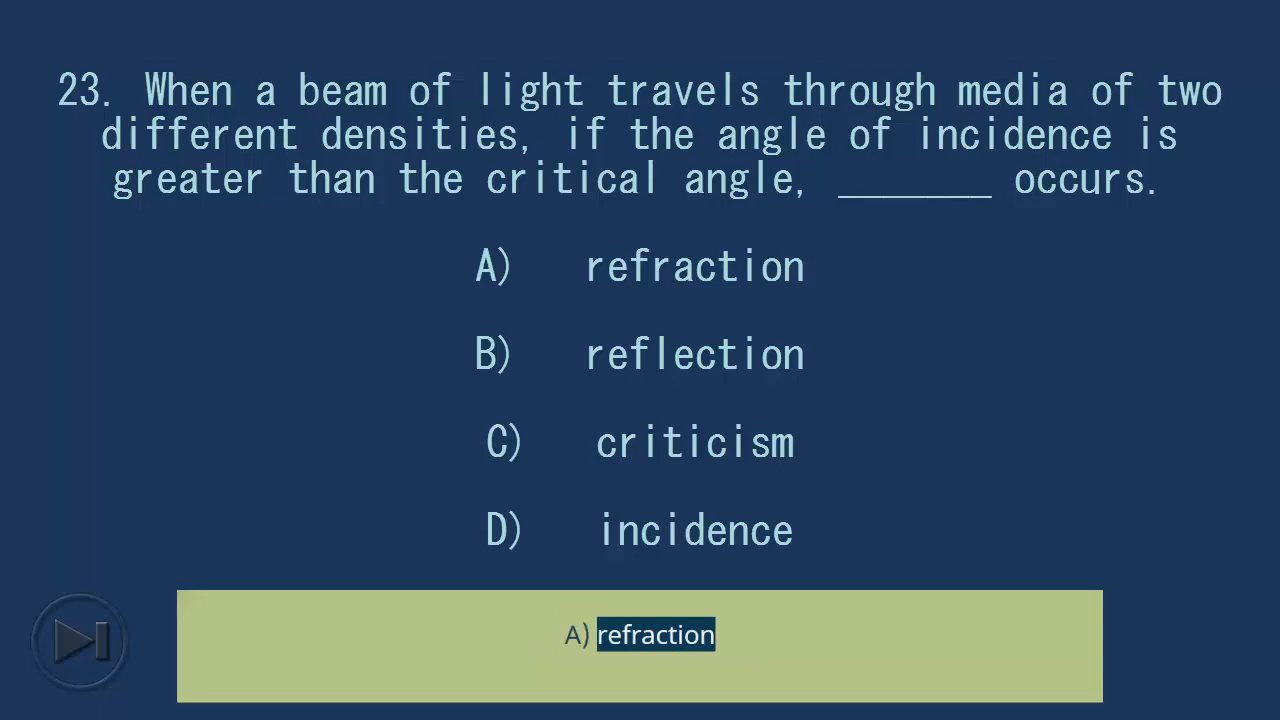 23. When a beam of light travels through media of two
different densities, if the angle of incidence is
greater than the critical angle, _______ occurs.
A) refraction
B) reflection
C) criticism
D) incidence
A) refraction